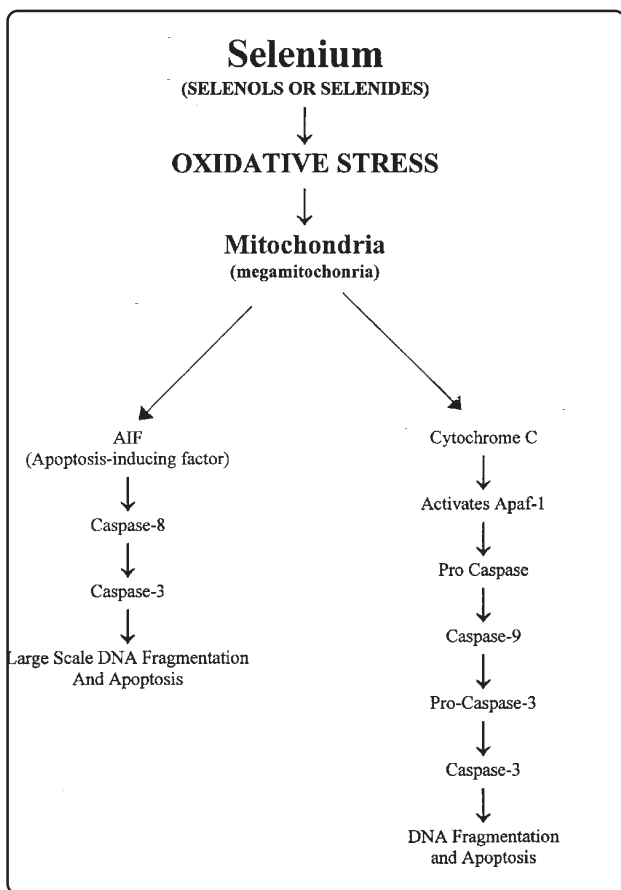 Selenium
(SELENOLS OR SELENIDES)
OXIDATIVE STRESS
Mitochondria
(megamitochonria)
AIF
(Apoptosis-inducing factor)
Caspase-8
Caspase-3
Large Scale DNA Fragmentation
And Apoptosis
Cytochrome C
Activates Apaf-1
Pro Caspase
Caspase-9
Pro-Caspase-3
Caspase-3
DNA Fragmentation
and Apoptosis